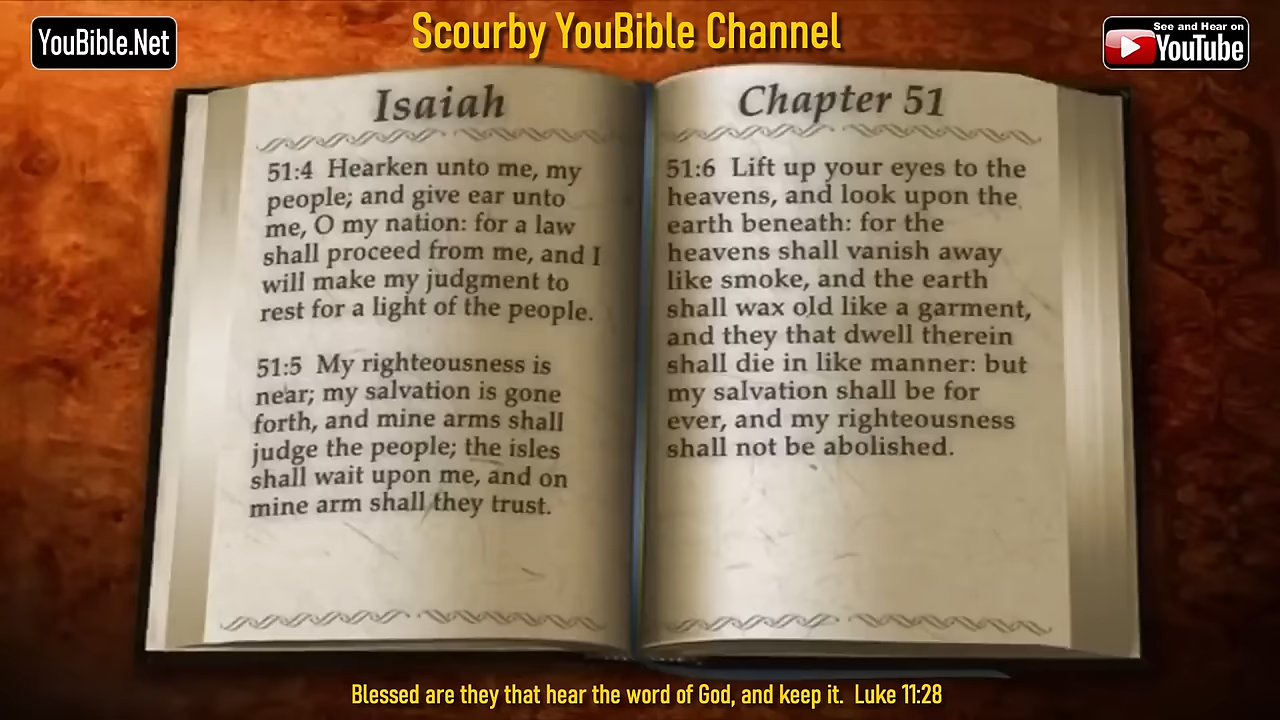 YouBible.Net
Scourby YouBible Channel
See and Hear on
YouTube
Isaiah
51:4 Hearken unto me, my
people; and give ear unto
me, O my nation: for a law
shall proceed from me, and I
will make my judgment to
rest for a light of the people.
51:5 My righteousness is
near; my salvation is gone
forth, and mine arms shall
judge the people; the isles
shall wait upon me, and on
mine arm shall they trust.
Chapter 51
51:6 Lift up your eyes to the
heavens, and look upon the
earth beneath: for the
heavens shall vanish away
like smoke, and the earth
shall wax old like a garment,
and they that dwell therein
shall die in like manner: but
my salvation shall be for
ever, and my righteousness
shall not be abolished.
Blessed are they that hear the word of God, and keep it. Luke 11:28